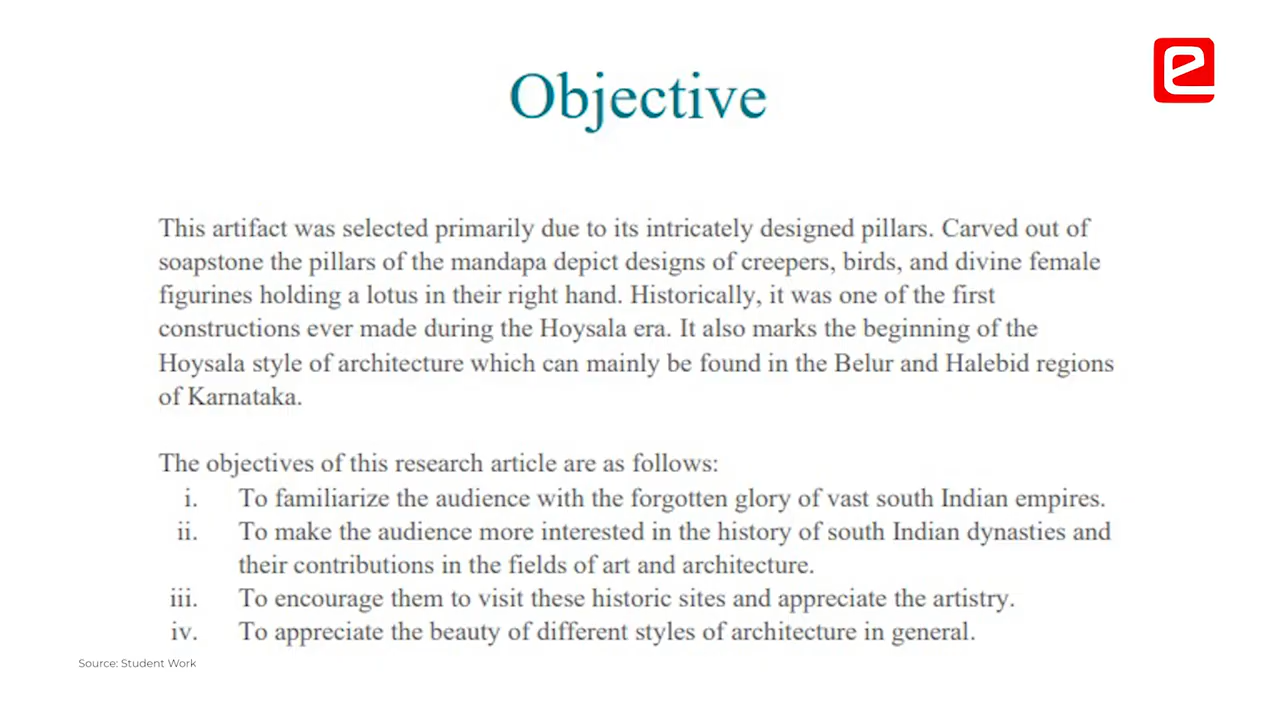 Objective
This artifact was selected primarily due to its intricately designed pillars. Carved out of
soapstone the pillars of the mandapa depict designs of creepers, birds, and divine female
figurines holding a lotus in their right hand. Historically, it was one of the first
constructions ever made during the Hoysala era. It also marks the beginning of the
Hoysala style of architecture which can mainly be found in the Belur and Halebid regions
of Karnataka.
The objectives of this research article are as follows:
i. To familiarize the audience with the forgotten glory of vast south Indian empires.
ii. To make the audience more interested in the history of south Indian dynasties and
their contributions in the fields of art and architecture.
iii. To encourage them to visit these historic sites and appreciate the artistry.
iv. To appreciate the beauty of different styles of architecture in general.
Source: Student Work